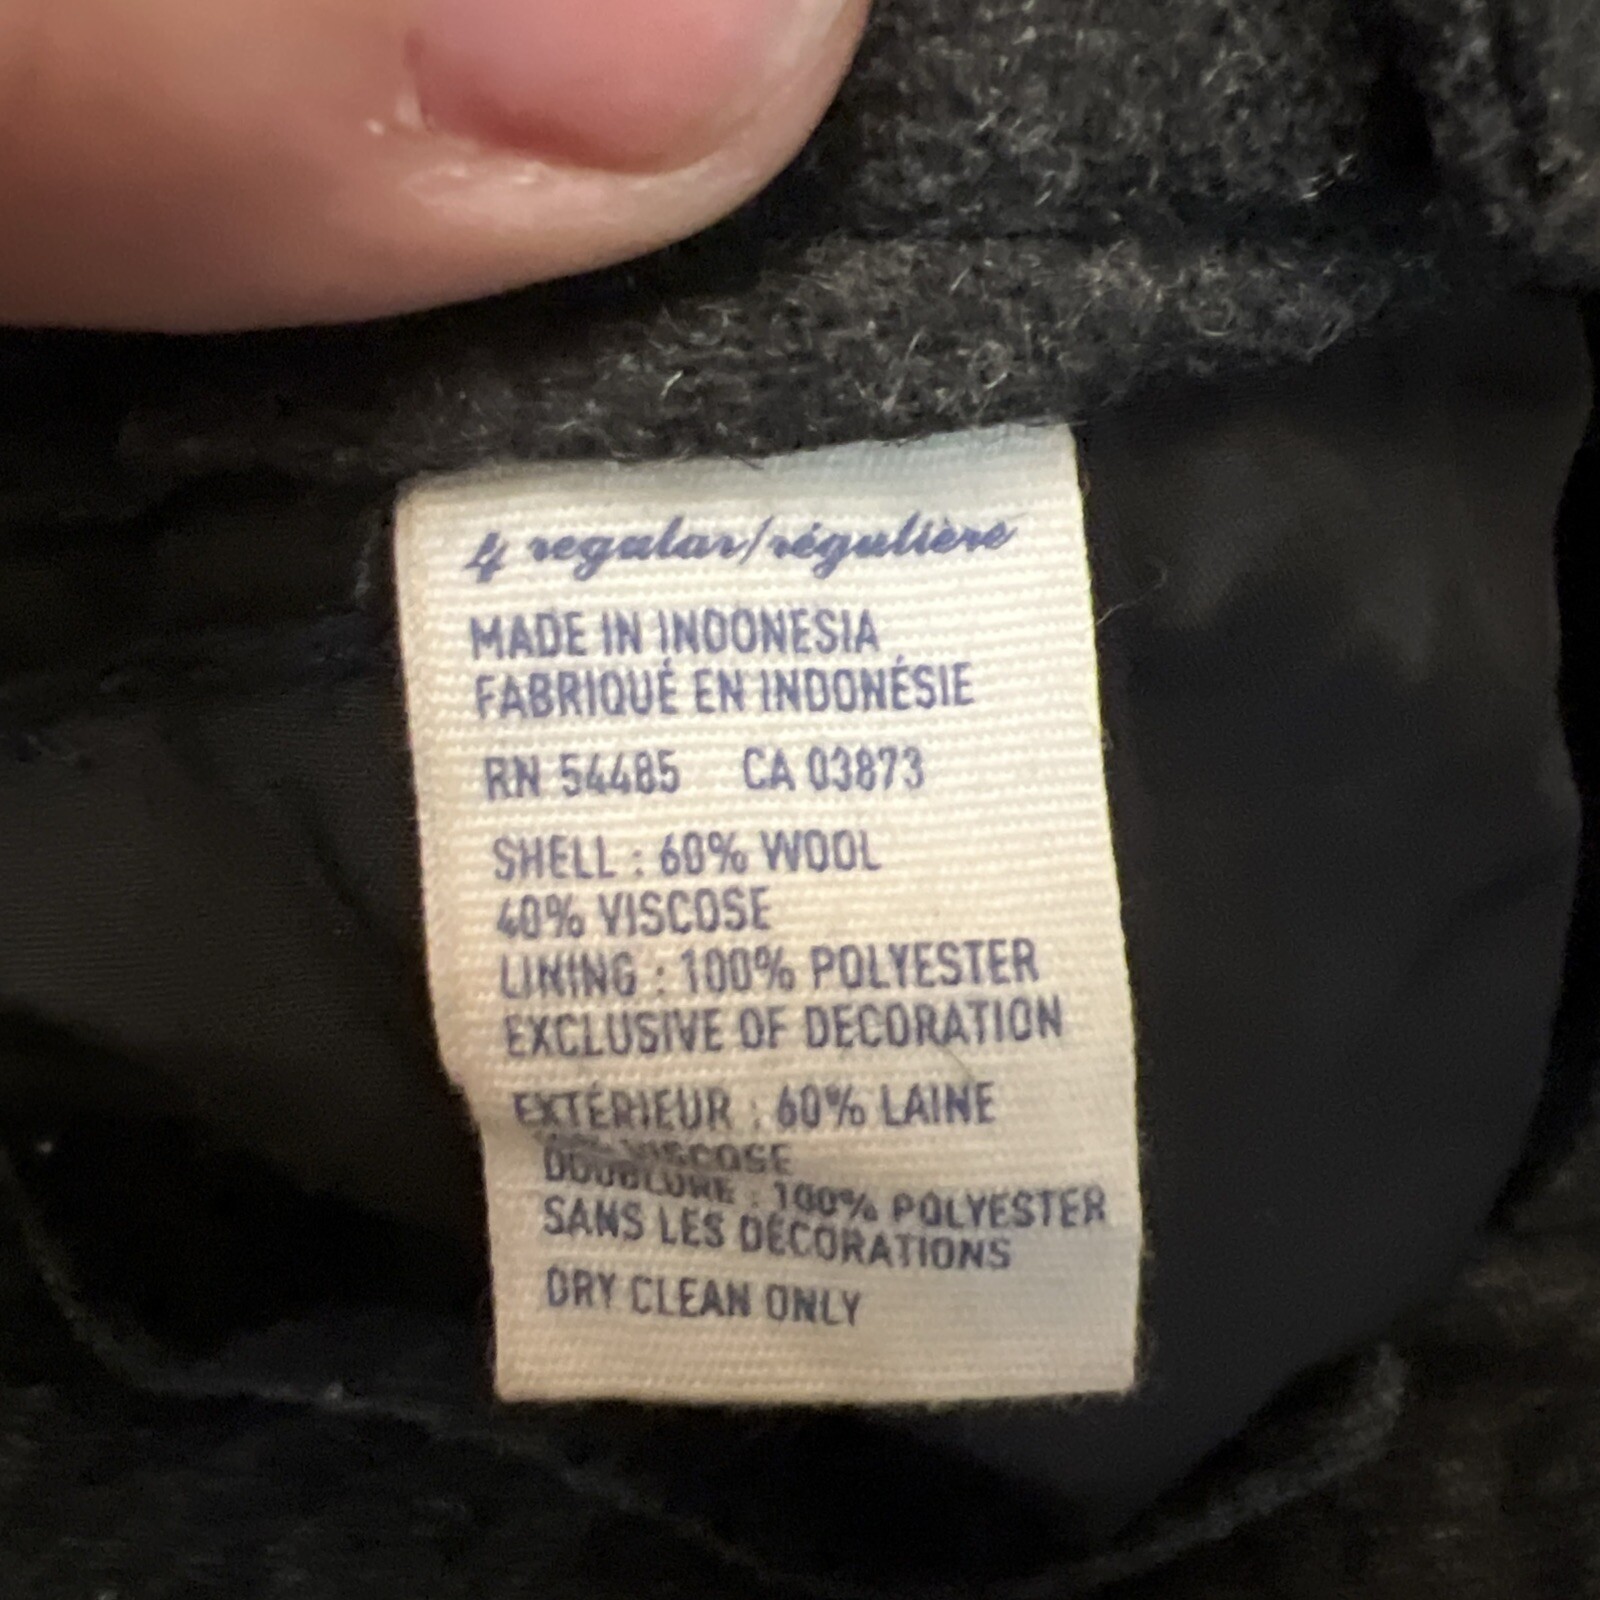 4 regular/régulière
MADE IN INDONESIA
FABRIQUÉ EN INDONÉSIE
RN 54485 CA 03873
SHELL : 60% WOOL
40% VISCOSE
LINING : 100% POLYESTER
EXCLUSIVE OF DECORATION
EXTÉRIEUR : 60% LAINE
VISCOSE
DOUBLURE : 100% POLYESTER
SANS LES DÉCORATIONS
DRY CLEAN ONLY